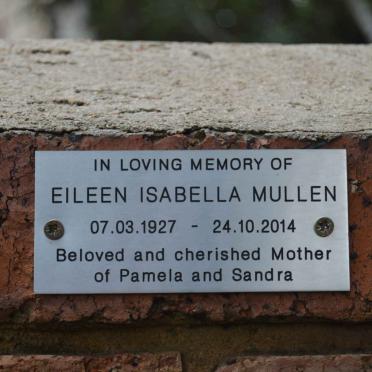 IN LOVING MEMORY OF
EILEEN ISABELLA MULLEN
07.03.1927 - 24.10.2014
Beloved and cherished Mother
of Pamela and Sandra